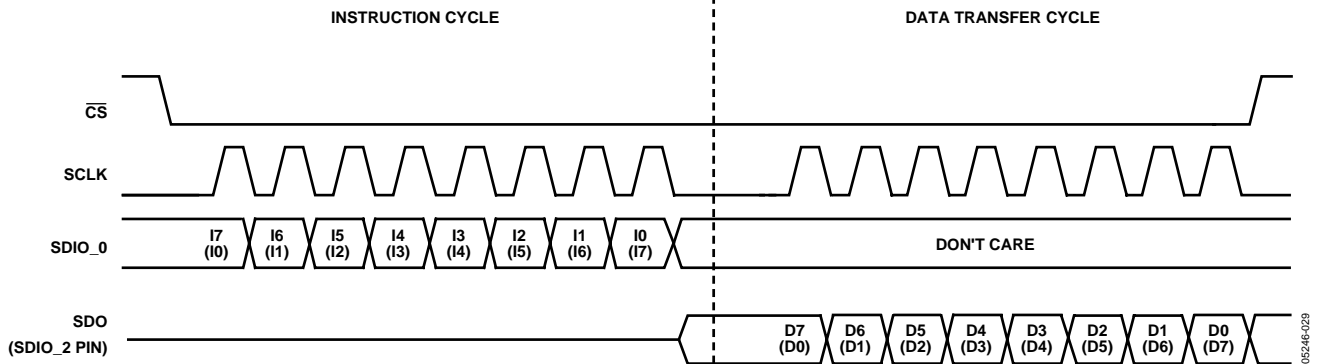 INSTRUCTION CYCLE
DATA TRANSFER CYCLE
CS
SCLK
SDIO_0
I7 I6 I5 I4 I3 I2 I1 I0
(I0) (I1) (I2) (I3) (I4) (I5) (I6) (I7)
DON'T CARE
SDO
(SDIO_2 PIN)
D7 D6 D5 D4 D3 D2 D1 D0
(D0) (D1) (D2) (D3) (D4) (D5) (D6) (D7)
05246-029